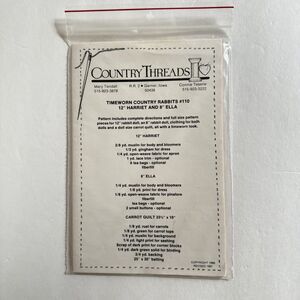 COUNTRY THREADS
Mary Tendall
515-923-3678
R.R. 2 ♥ Garner, Iowa
50438
Connie Tesene
515-923-3222
TIMEWORN COUNTRY RABBITS #110
12" HARRIET AND 8" ELLA
Pattern includes complete directions and full size pattern
pieces for 12" rabbit doll, an 8" rabbit doll, clothing for both
dolls and a doll size carrot quilt, all with a timeworn look.
12" HARRIET
3/8 yd. muslin for body and bloomers
1/3 yd. gingham for dress
1/4 yd. open-weave fabric for apron
1 yd. lace trim - optional
6 tea bags - optional
fiberfill
8" ELLA
1/4 yd. muslin for body and bloomers
1/4 yd. print for dress
1/8 yd. open-weave fabric for pinafore
fiberfill
tea bags - optional
2 small buttons - optional
CARROT QUILT
1/8 yd. rust for carrots
1/8 yd. green for carrot tops
1/4 yd. muslin for background
1/4 yd. light print for sashing
Scrap of dark print for corner blocks
1/4 yd. dark green solid for binding
3/4 yd. backing
batting
COPYRIGHT
REVISED